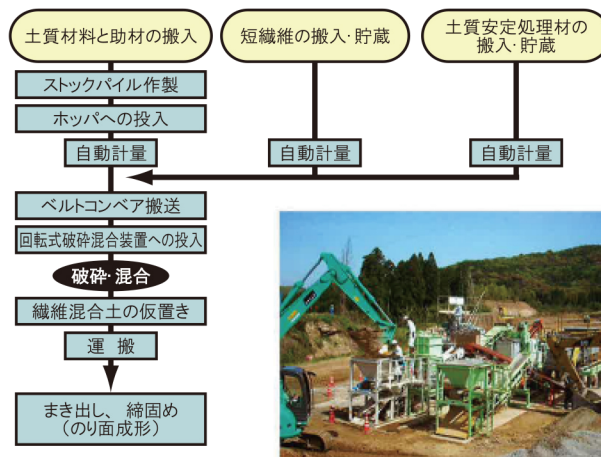 土質材料と助材の搬入
短繊維の搬入・貯蔵
土質安定処理材の
搬入・貯蔵
ストックパイル作製
ホッパへの投入
自動計量
自動計量
自動計量
ベルトコンベア搬送
回転式破砕混合装置への投入
破砕・混合
繊維混合土の仮置き
運 搬
まき出し、締固め
(のり面成形)